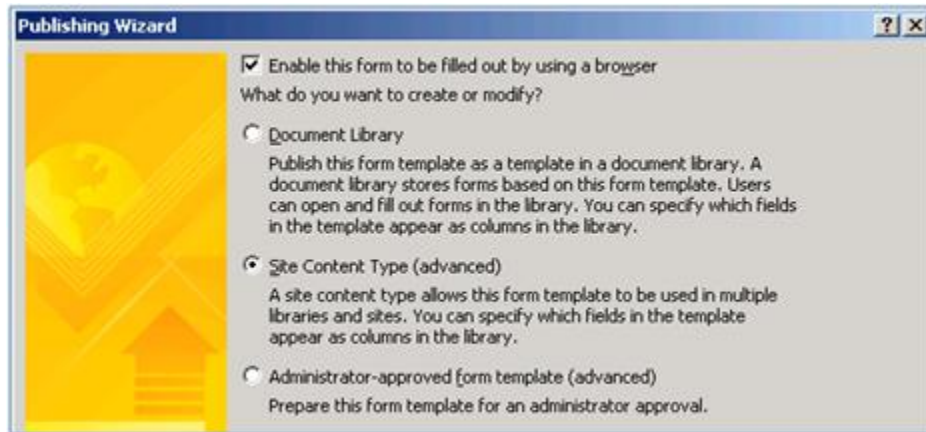 Publishing Wizard
Enable this form to be filled out by using a browser
What do you want to create or modify?
Document Library
Publish this form template as a template in a document library. A
document library stores forms based on this form template. Users
can open and fill out forms in the library. You can specify which fields
in the template appear as columns in the library.
Site Content Type (advanced)
A site content type allows this form template to be used in multiple
libraries and sites. You can specify which fields in the template
appear as columns in the library.
Administrator-approved form template (advanced)
Prepare this form template for an administrator approval.